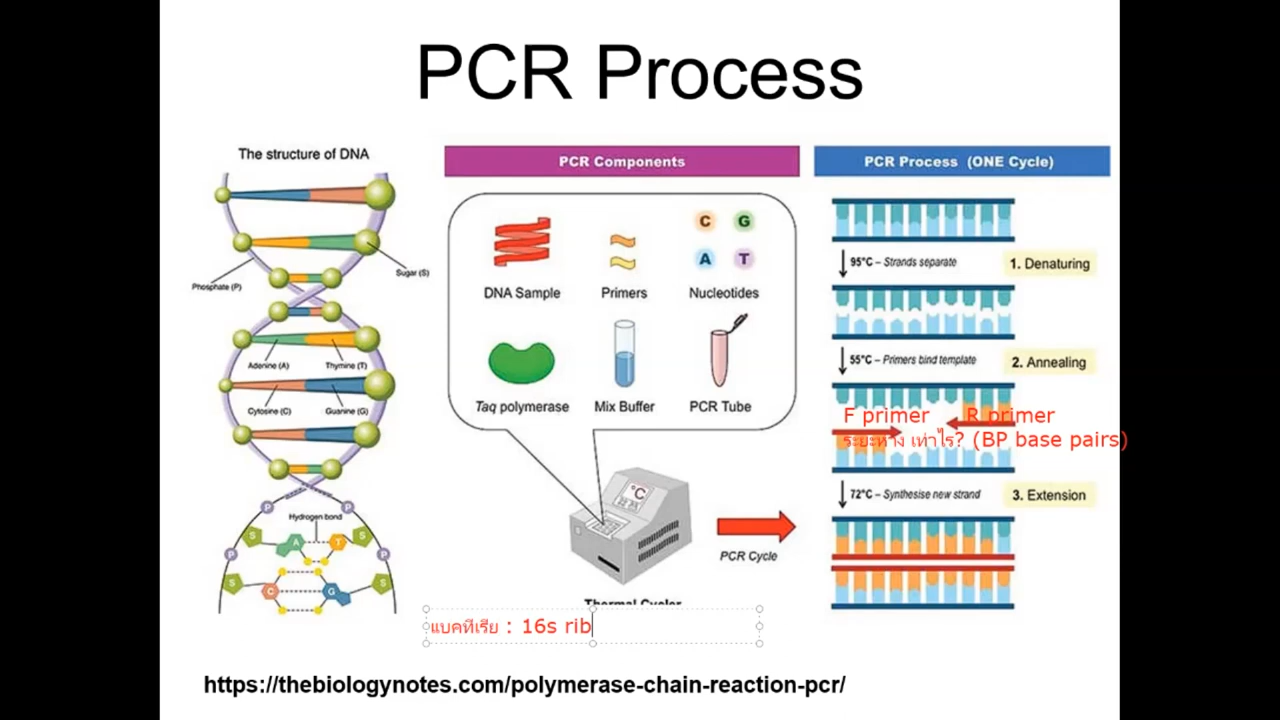 PCR Process
The structure of DNA
Phosphate (P)
Sugar (S)
Adenine (A)
Thymine (T)
Cytosine (C)
Guanine (G)
P
P
Hydrogen bond
S
A
T
S
P
P
S
C
G
S
PCR Components
C
G
A
T
DNA Sample
Primers
Nucleotides
Taq polymerase
Mix Buffer
PCR Tube
°C
PCR Cycle
Thermal Cycler
แบคทีเรีย : 16s rib
PCR Process (ONE Cycle)
95°C – Strands separate
1. Denaturing
55°C – Primers bind template
2. Annealing
F primer
R primer
ระยะห่าง เท่าไร? (BP base pairs)
72°C – Synthesise new strand
3. Extension
https://thebiologynotes.com/polymerase-chain-reaction-pcr/